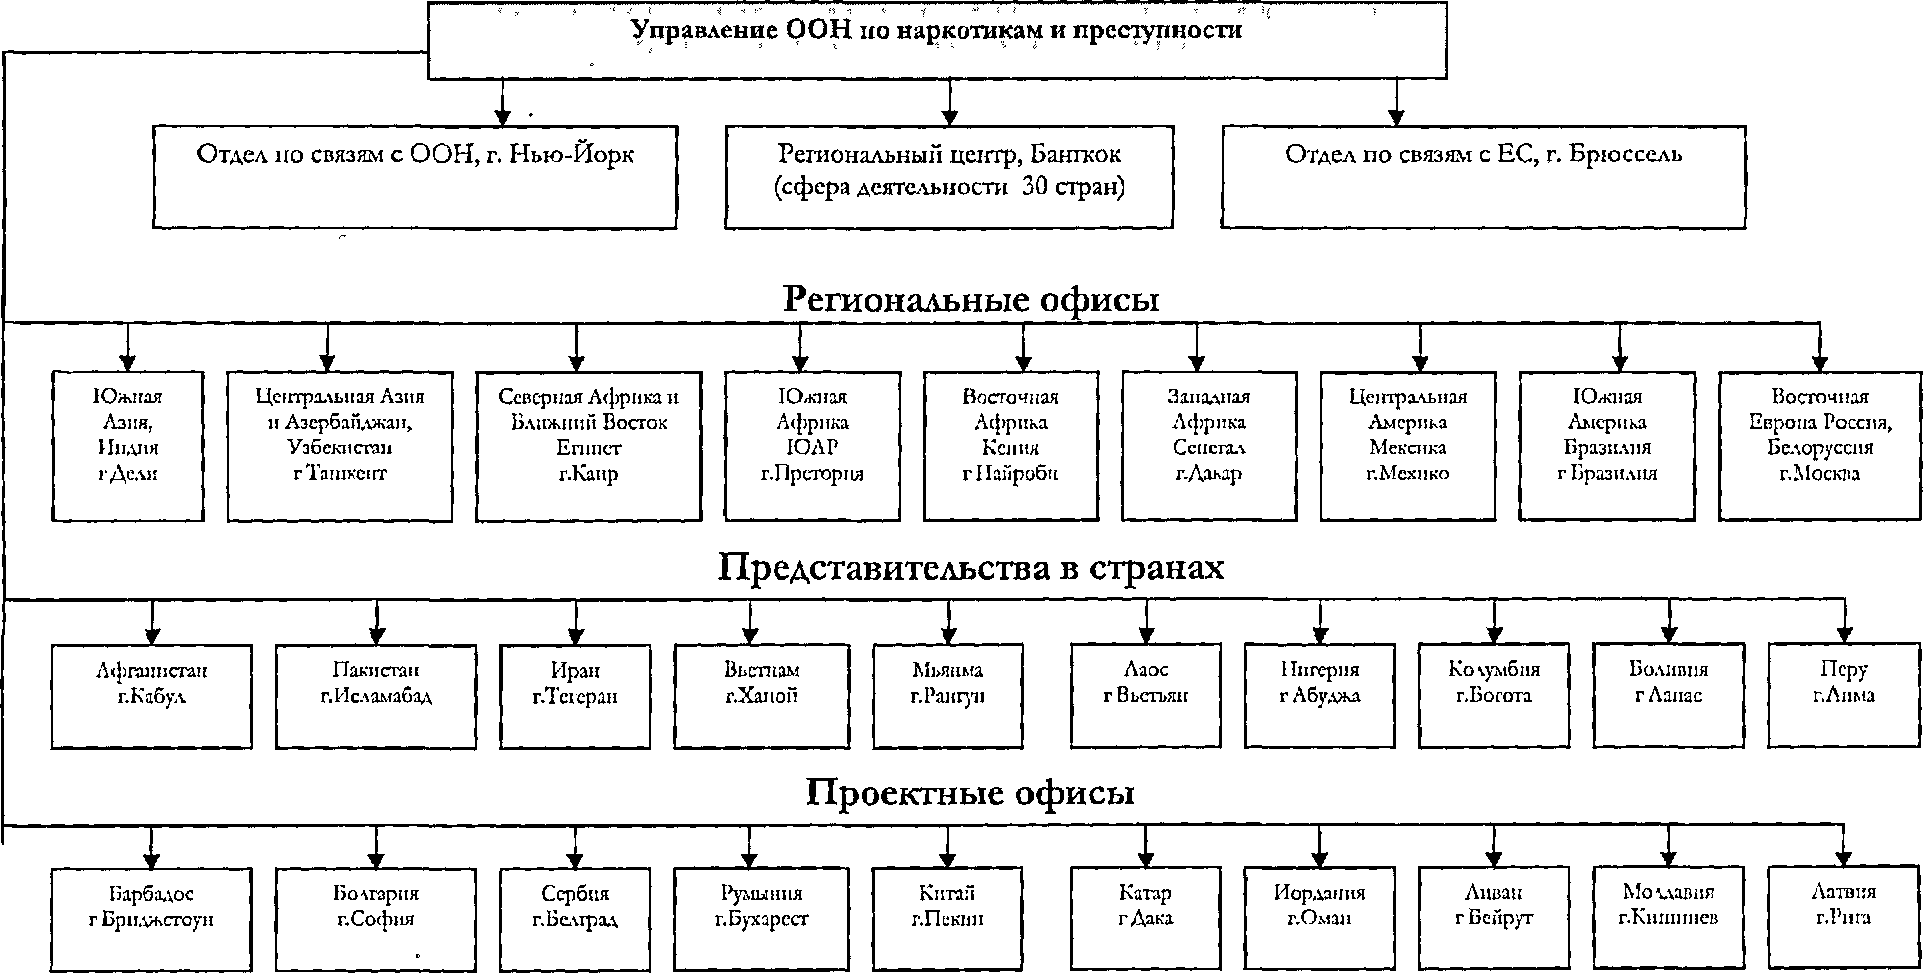 Управление ООН по наркотикам и преступности
Отдел по связям с ООН, г. Нью-Йорк
Региональный центр, Бангкок
(сфера деятельности 30 стран)
Отдел по связям с ЕС, г. Брюссель
Региональные офисы
Южная
Азия,
Индия
г Дели
Центральная Азия
и Азербайджан,
Узбекистан
г Ташкент
Северная Африка и
Ближний Восток
Египет
г.Каир
Южная
Африка
ЮАР
г.Претория
Восточная
Африка
Кения
г Найроби
Западная
Африка
Сенегал
г.Дакар
Центральная
Америка
Мексика
г.Мехико
Южная
Америка
Бразилия
г Бразилия
Восточная
Европа Россия,
Белоруссия
г.Москва
Представительства в странах
Афганистан
г.Кабул
Пакистан
г.Исламабад
Иран
г.Тегеран
Вьетнам
г.Ханой
Мьянма
г.Рангун
Лаос
г Вьетьян
Нигерия
г Абуджа
Колумбия
г.Богота
Боливия
г Лапас
Перу
г.Лима
Проектные офисы
Барбадос
г Бриджстоун
Болгария
г.София
Сербия
г.Белград
Румыния
г.Бухарест
Китай
г.Пекин
Катар
г Дака
Иордания
г.Оман
Ливан
г Бейрут
Молдавия
г.Кишинев
Латвия
г.Рига